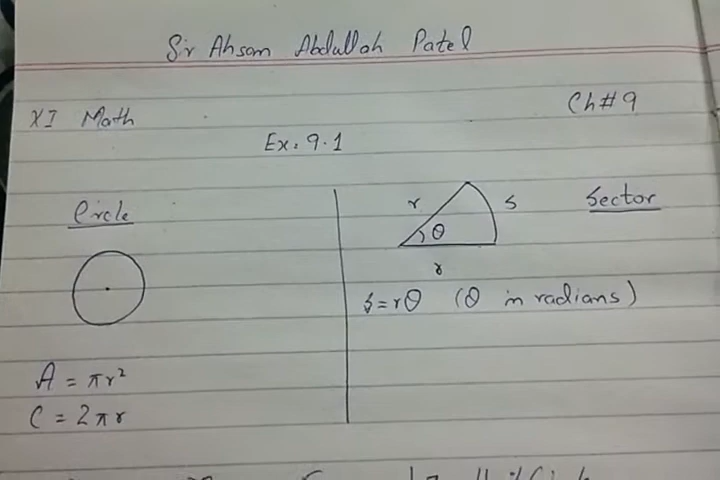 Sir Ahsan Abdullah Patel
XI Math
Ch# 9
Ex. 9.1
Circle
A = πr²
C = 2πr
Sector
r
s
θ
r
s = rθ (θ in radians)